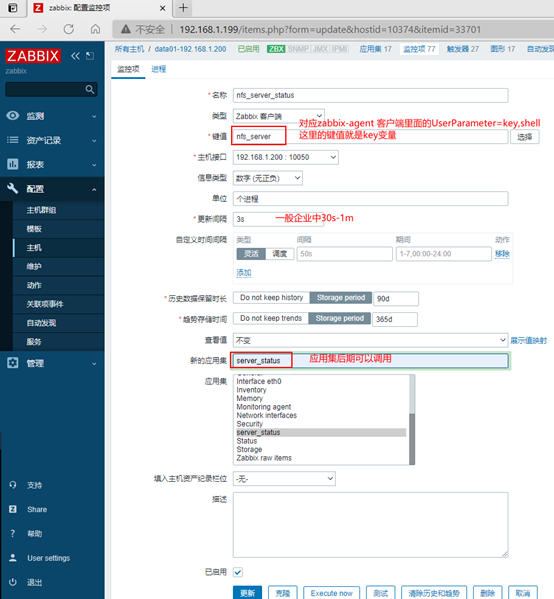 zabbix: 配置监控项
不安全 192.168.1.199/items.php?form=update&hostid=10374&itemid=33701
ZABBIX
zabbix
监测
资产记录
报表
配置
主机群组
模板
主机
维护
动作
关联项事件
自动发现
服务
管理
支持
Share
帮助
User settings
退出
所有主机 / data01-192.168.1.200 已启用 ZBX SNMP JMX IPMI 应用集 17 监控项 77 触发器 27 图形 17 自动发现
监控项 进程
* 名称 nfs_server_status
类型 Zabbix 客户端
对应zabbix-agent 客户端里面的UserParameter=key,shell
* 键值 nfs_server 选择
这里的键值就是key变量
* 主机接口 192.168.1.200 : 10050
信息类型 数字 (无正负)
单位 个进程
* 更新间隔 3s 一般企业中30s-1m
自定义时间间隔 类型 间隔 期间 动作
灵活 调度 50s 1-7,00:00-24:00 移除
添加
* 历史数据保留时长 Do not keep history Storage period 90d
* 趋势存储时间 Do not keep trends Storage period 365d
查看值 不变 展示值映射
新的应用集 server_status 应用集后期可以调用
应用集
General
Interface eth0
Inventory
Memory
Monitoring agent
Network interfaces
Security
server_status
Status
Storage
Zabbix raw items
填入主机资产记录栏位 -无-
描述
已启用
更新 克隆 Execute now 测试 清除历史和趋势 删除 取消